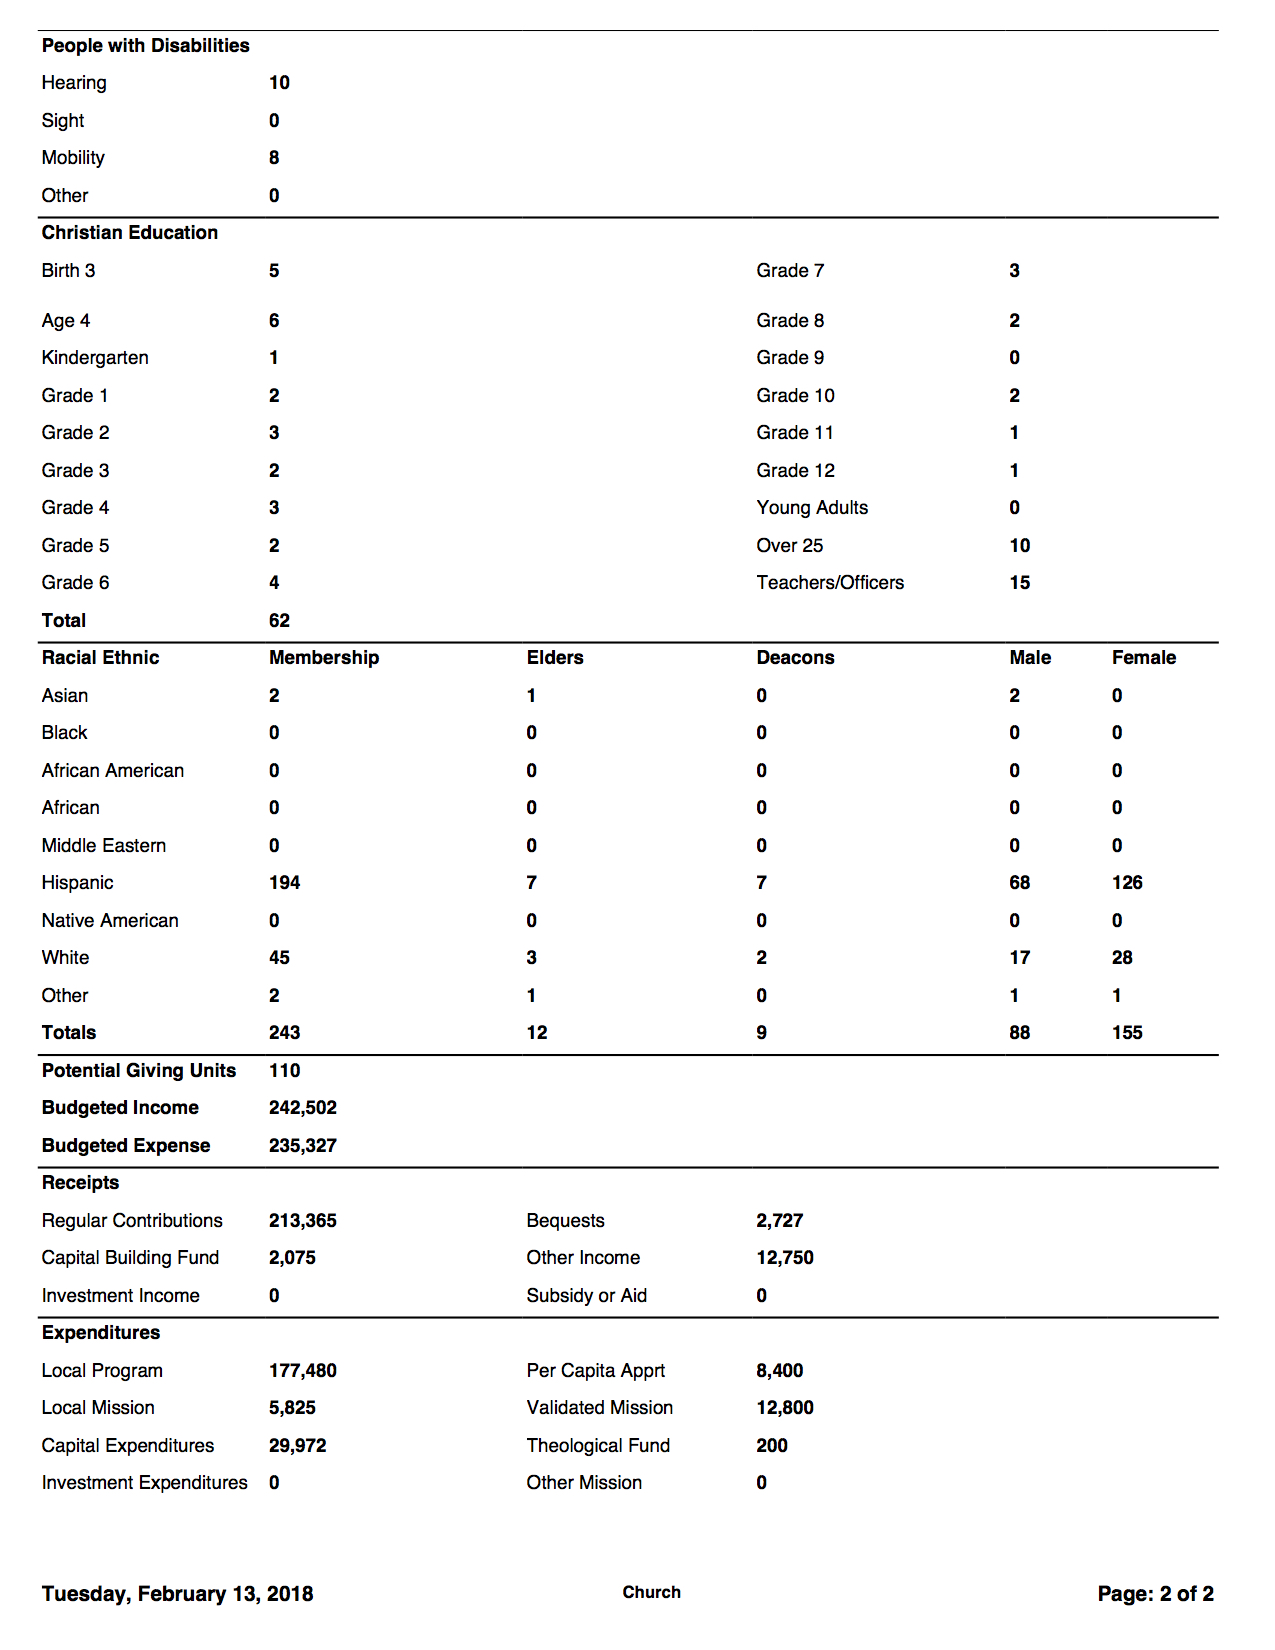 People with Disabilities
Hearing 10
Sight 0
Mobility 8
Other 0
Christian Education
Birth 3 5 Grade 7 3
Age 4 6 Grade 8 2
Kindergarten 1 Grade 9 0
Grade 1 2 Grade 10 2
Grade 2 3 Grade 11 1
Grade 3 2 Grade 12 1
Grade 4 3 Young Adults 0
Grade 5 2 Over 25 10
Grade 6 4 Teachers/Officers 15
Total 62
Racial Ethnic Membership Elders Deacons Male Female
Asian 2 1 0 2 0
Black 0 0 0 0 0
African American 0 0 0 0 0
African 0 0 0 0 0
Middle Eastern 0 0 0 0 0
Hispanic 194 7 7 68 126
Native American 0 0 0 0 0
White 45 3 2 17 28
Other 2 1 0 1 1
Totals 243 12 9 88 155
Potential Giving Units 110
Budgeted Income 242,502
Budgeted Expense 235,327
Receipts
Regular Contributions 213,365 Bequests 2,727
Capital Building Fund 2,075 Other Income 12,750
Investment Income 0 Subsidy or Aid 0
Expenditures
Local Program 177,480 Per Capita Apprt 8,400
Local Mission 5,825 Validated Mission 12,800
Capital Expenditures 29,972 Theological Fund 200
Investment Expenditures 0 Other Mission 0
Tuesday, February 13, 2018 Church Page: 2 of 2